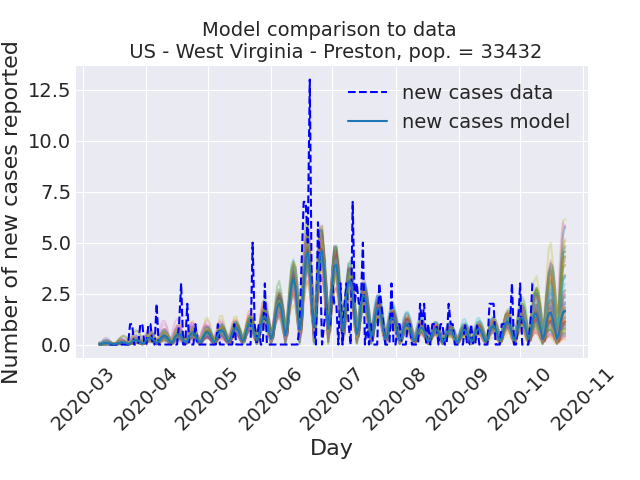 Model comparison to data
US - West Virginia - Preston, pop. = 33432
Number of new cases reported
12.5
10.0
7.5
5.0
2.5
0.0
new cases data
new cases model
2020-03
2020-04
2020-05
2020-06
2020-07
2020-08
2020-09
2020-10
2020-11
Day